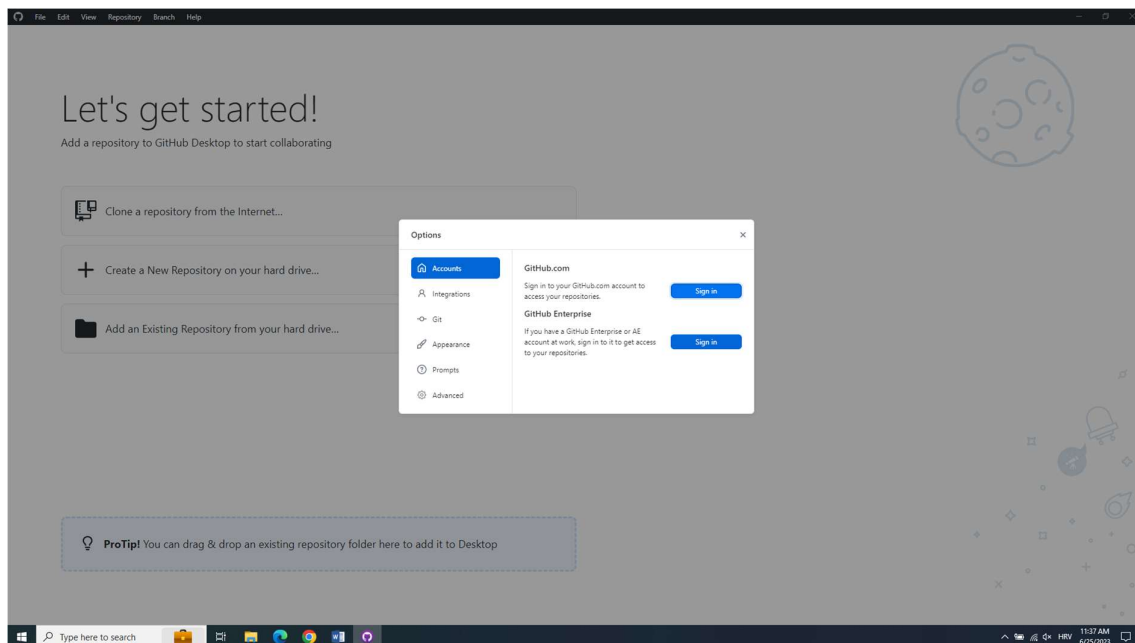 File Edit View Repository Branch Help
Let's get started!
Add a repository to GitHub Desktop to start collaborating
Clone a repository from the Internet...
Create a New Repository on your hard drive...
Add an Existing Repository from your hard drive...
Options
Accounts
Integrations
Git
Appearance
Prompts
Advanced
GitHub.com
Sign in to your GitHub.com account to
access your repositories.
Sign in
GitHub Enterprise
If you have a GitHub Enterprise or AE
account at work, sign in to it to get access
to your repositories.
Sign in
ProTip! You can drag & drop an existing repository folder here to add it to Desktop
Type here to search
HRV
11:37 AM
6/25/2023